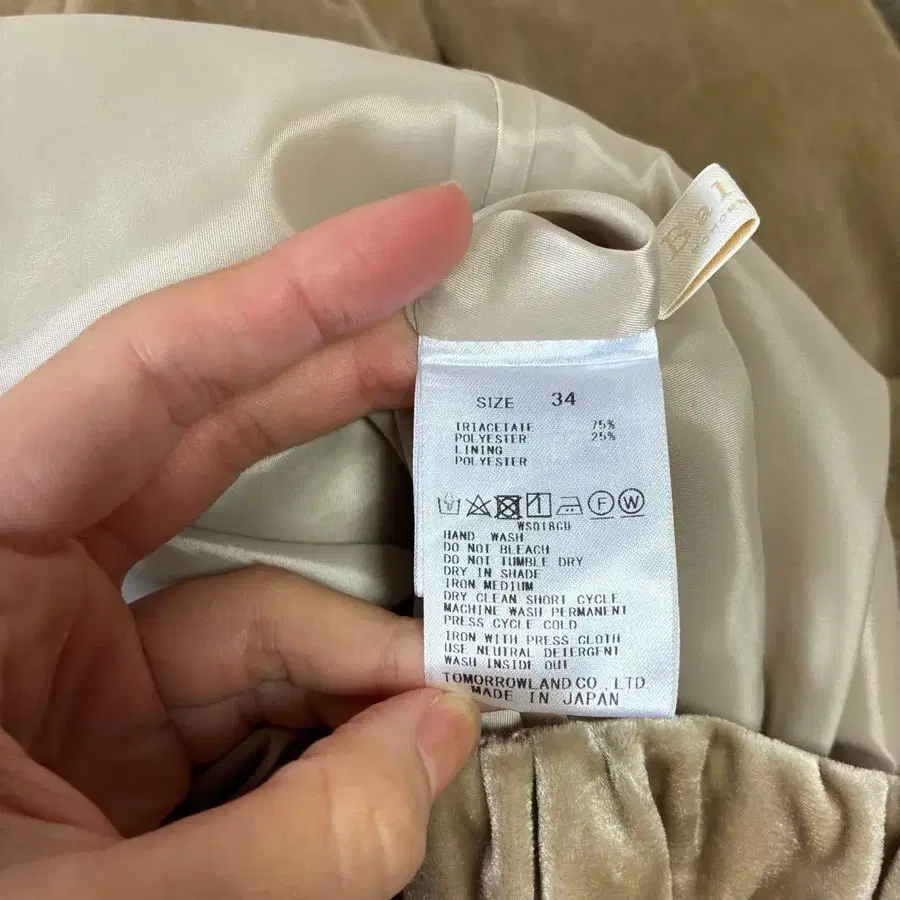 Bal
SIZE 34
TRIACETATE 75%
POLYESTER 25%
LINING
POLYESTER
F W
WS018CU
HAND WASH
DO NOT BLEACH
DO NOT TUMBLE DRY
DRY IN SHADE
IRON MEDIUM
DRY CLEAN SHORT CYCLE
MACHINE WASH PERMANENT
PRESS CYCLE COLD
IRON WITH PRESS CLOTH
USE NEUTRAL DETERGENT
WASH INSIDE OUT
TOMORROWLAND CO., LTD.
MADE IN JAPAN